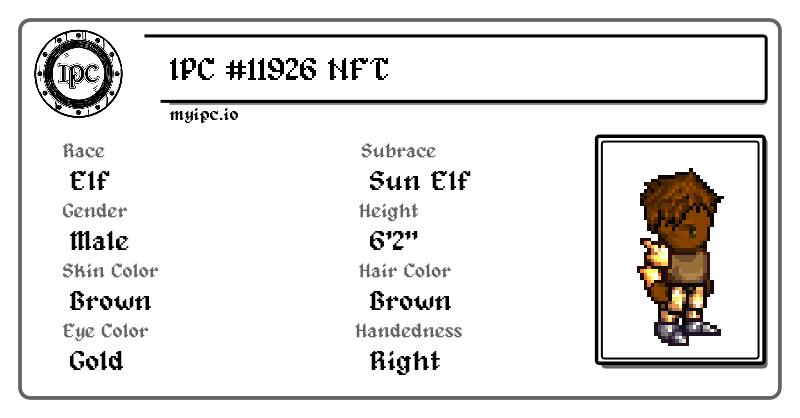 IPC
IPC #11926 NFT
myipc.io
Race
Elf
Subrace
Sun Elf
Gender
Male
Height
6'2"
Skin Color
Brown
Hair Color
Brown
Eye Color
Gold
Handedness
Right